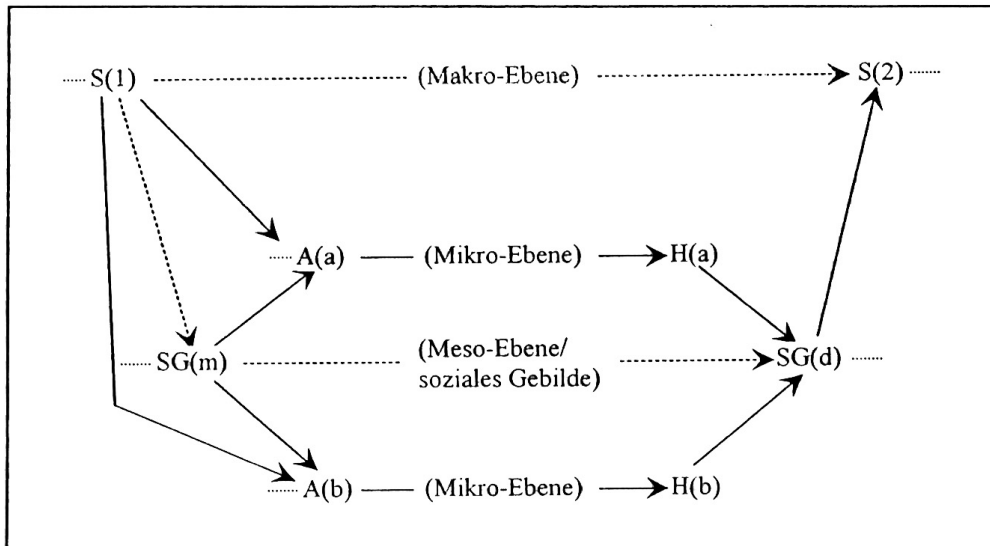 S(1) (Makro-Ebene) S(2)
A(a) (Mikro-Ebene) H(a)
SG(m) (Meso-Ebene/ SG(d)
soziales Gebilde)
A(b) (Mikro-Ebene) H(b)